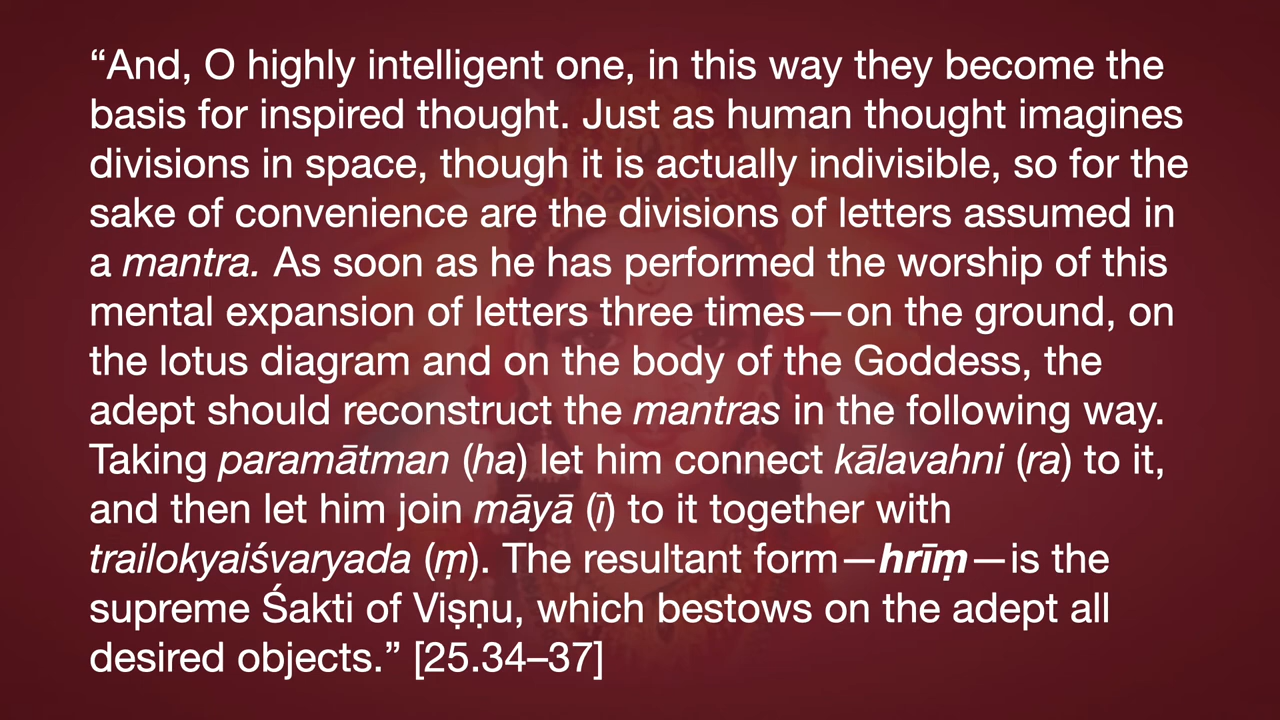 “And, O highly intelligent one, in this way they become the
basis for inspired thought. Just as human thought imagines
divisions in space, though it is actually indivisible, so for the
sake of convenience are the divisions of letters assumed in
a mantra. As soon as he has performed the worship of this
mental expansion of letters three times—on the ground, on
the lotus diagram and on the body of the Goddess, the
adept should reconstruct the mantras in the following way.
Taking paramātman (ha) let him connect kālavahni (ra) to it,
and then let him join māyā (ī) to it together with
trailokyaiśvaryada (ṃ). The resultant form—hrīṃ—is the
supreme Śakti of Viṣṇu, which bestows on the adept all
desired objects.” [25.34–37]